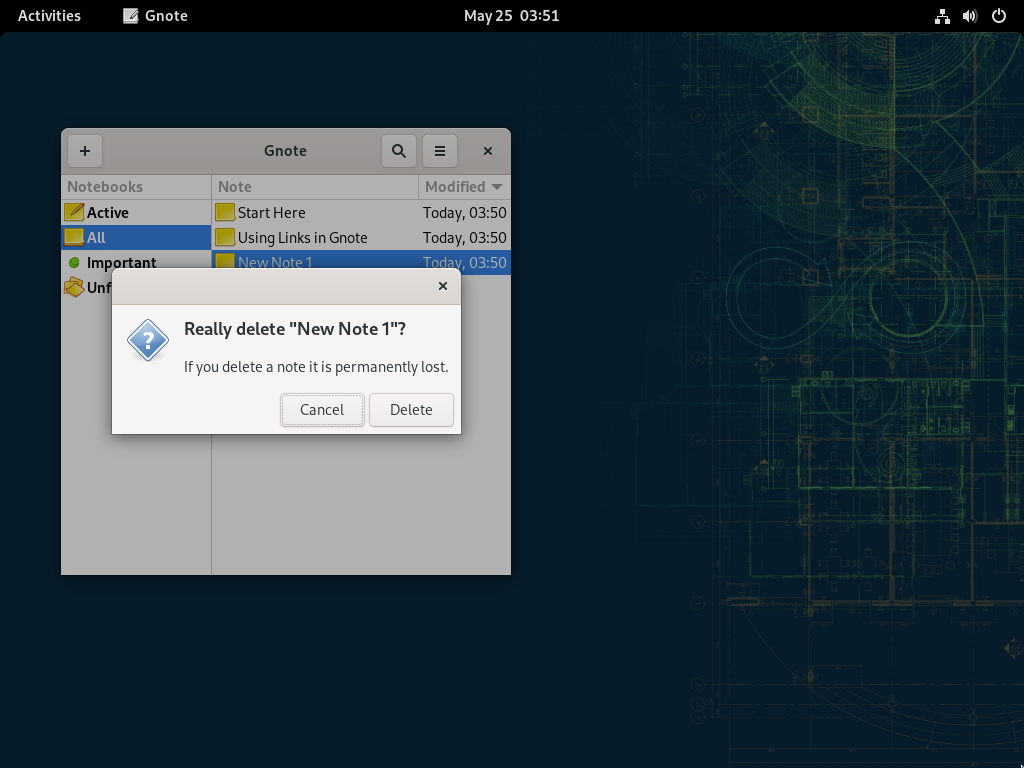 Activities Gnote May 25 03:51
Gnote
Notebooks Note Modified
Active Start Here Today, 03:50
All Using Links in Gnote Today, 03:50
Important New Note 1 Today, 03:50
Unf
Really delete "New Note 1"?
If you delete a note it is permanently lost.
Cancel Delete